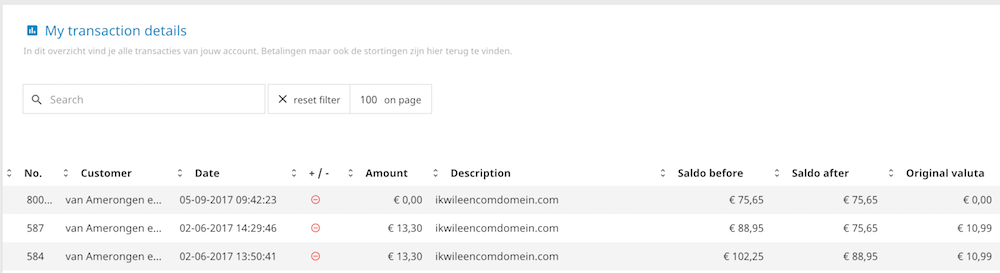 My transaction details
In dit overzicht vind je alle transacties van jouw account. Betalingen maar ook de stortingen zijn hier terug te vinden.
Search reset filter 100 on page
No. Customer Date + / - Amount Description Saldo before Saldo after Original valuta
800... van Amerongen e... 05-09-2017 09:42:23 € 0,00 ikwileencomdomein.com € 75,65 € 75,65 € 0,00
587 van Amerongen e... 02-06-2017 14:29:46 € 13,30 ikwileencomdomein.com € 88,95 € 75,65 € 10,99
584 van Amerongen e... 02-06-2017 13:50:41 € 13,30 ikwileencomdomein.com € 102,25 € 88,95 € 10,99